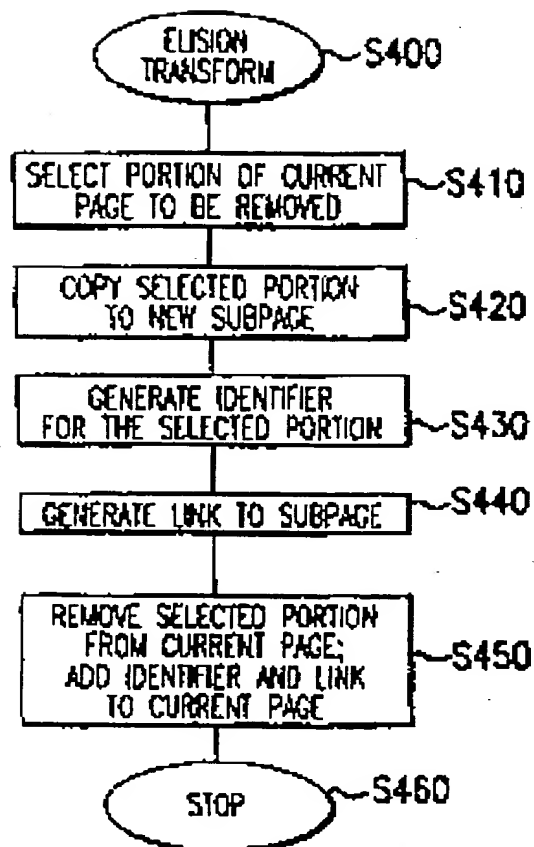 ELISION
TRANSFORM
S400
SELECT PORTION OF CURRENT
PAGE TO BE REMOVED
S410
COPY SELECTED PORTION
TO NEW SUBPAGE
S420
GENERATE IDENTIFIER
FOR THE SELECTED PORTION
S430
GENERATE LINK TO SUBPAGE
S440
REMOVE SELECTED PORTION
FROM CURRENT PAGE;
ADD IDENTIFIER AND LINK
TO CURRENT PAGE
S450
STOP
S460